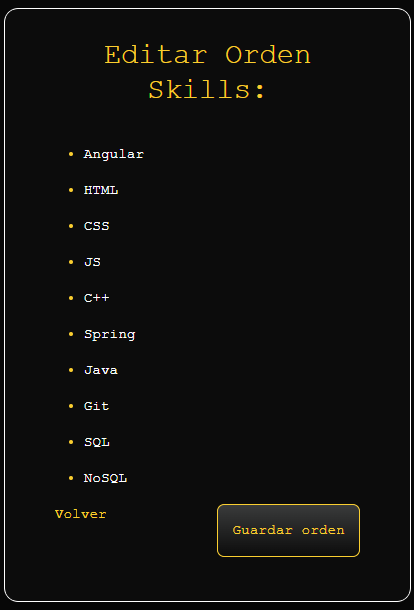 Editar Orden
Skills:
Angular
HTML
CSS
JS
C++
Spring
Java
Git
SQL
NoSQL
Volver
Guardar orden